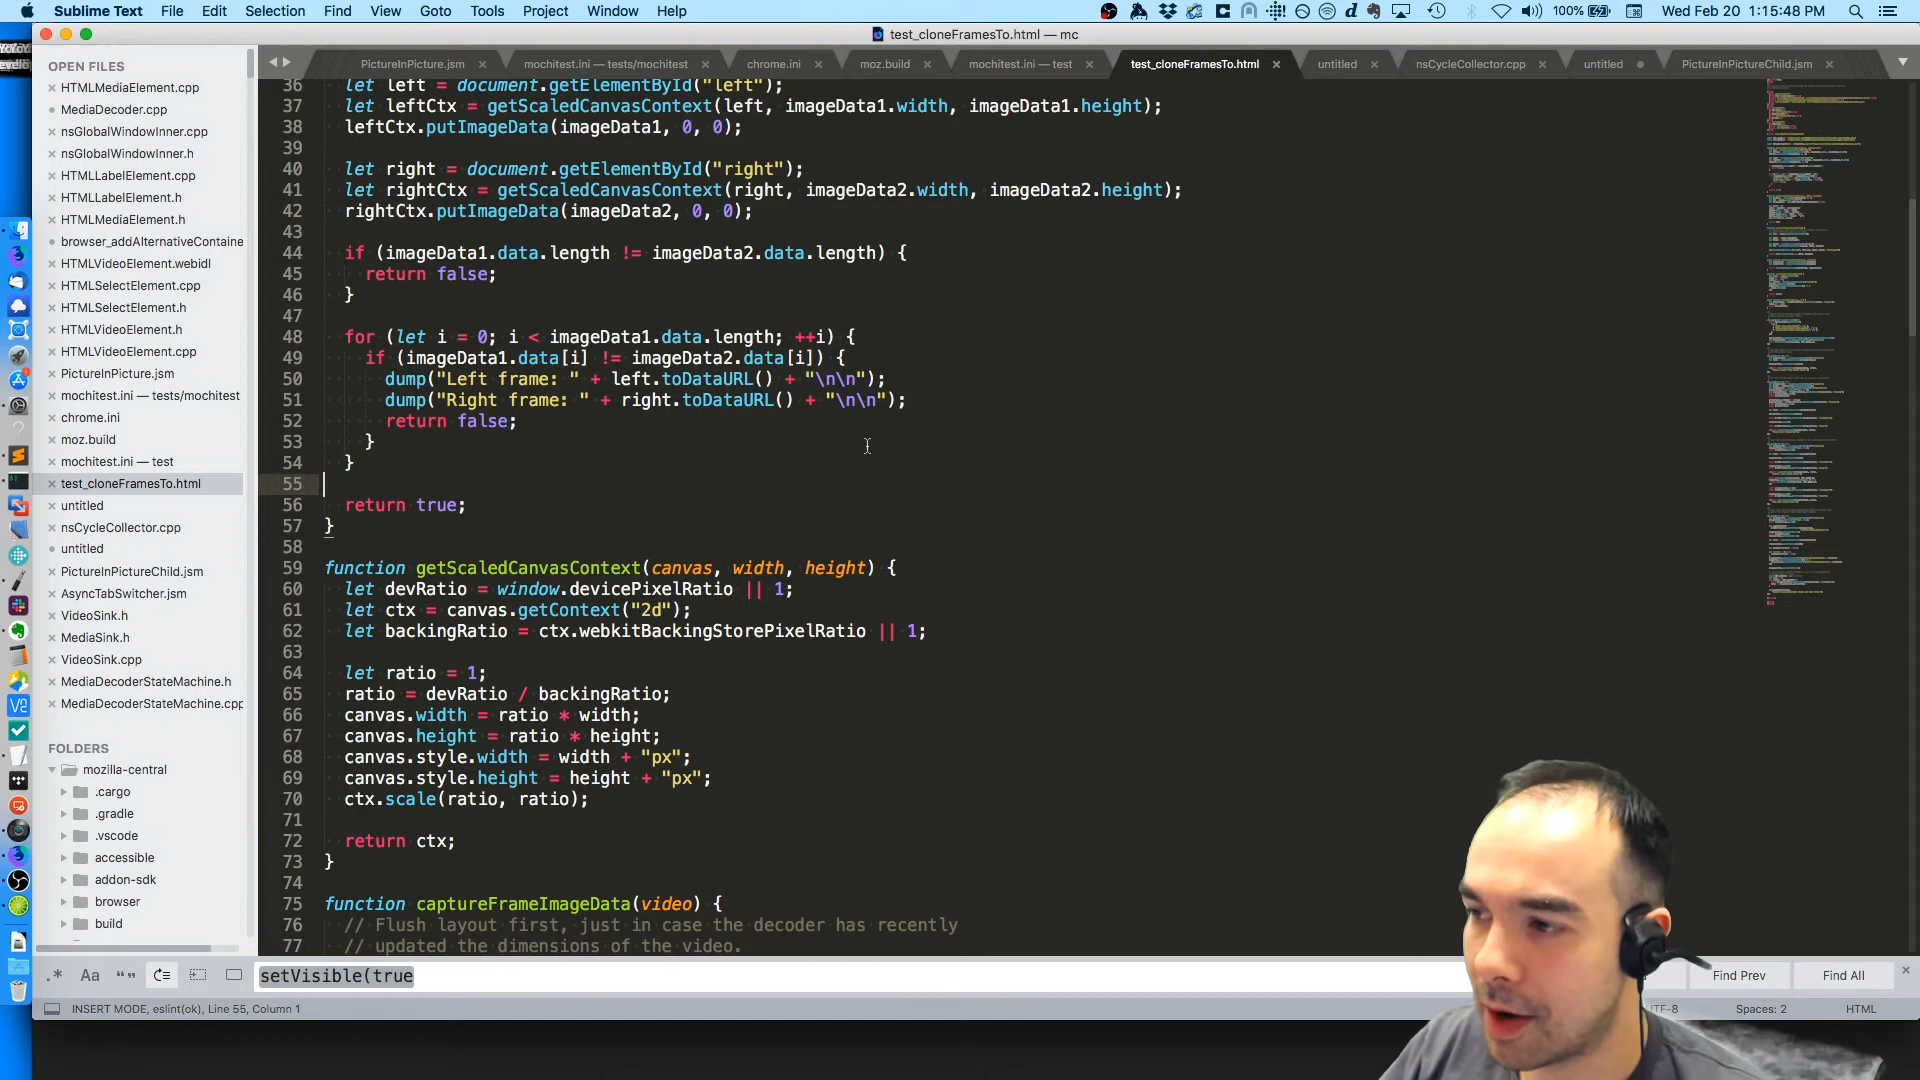 Sublime Text File Edit Selection Find View Goto Tools Project Window Help 100% Wed Feb 20 1:15:48 PM
test_cloneFramesTo.html — mc
PictureInPicture.jsm mochitest.ini — tests/mochitest chrome.ini moz.build mochitest.ini — test test_cloneFramesTo.html untitled nsCycleCollector.cpp untitled PictureInPictureChild.jsm
OPEN FILES
HTMLMediaElement.cpp
MediaDecoder.cpp
nsGlobalWindowInner.cpp
nsGlobalWindowInner.h
HTMLLabelElement.cpp
HTMLLabelElement.h
HTMLMediaElement.h
browser_addAlternativeContaine
HTMLVideoElement.webidl
HTMLSelectElement.cpp
HTMLSelectElement.h
HTMLVideoElement.h
HTMLVideoElement.cpp
PictureInPicture.jsm
mochitest.ini — tests/mochitest
chrome.ini
moz.build
mochitest.ini — test
test_cloneFramesTo.html
untitled
nsCycleCollector.cpp
untitled
PictureInPictureChild.jsm
AsyncTabSwitcher.jsm
VideoSink.h
MediaSink.h
VideoSink.cpp
MediaDecoderStateMachine.h
MediaDecoderStateMachine.cpp
FOLDERS
mozilla-central
.cargo
.gradle
.vscode
accessible
addon-sdk
browser
build
36 let left = document.getElementById("left");
37 let leftCtx = getScaledCanvasContext(left, imageData1.width, imageData1.height);
38 leftCtx.putImageData(imageData1, 0, 0);
39
40 let right = document.getElementById("right");
41 let rightCtx = getScaledCanvasContext(right, imageData2.width, imageData2.height);
42 rightCtx.putImageData(imageData2, 0, 0);
43
44 if (imageData1.data.length != imageData2.data.length) {
45 return false;
46 }
47
48 for (let i = 0; i < imageData1.data.length; ++i) {
49 if (imageData1.data[i] != imageData2.data[i]) {
50 dump("Left frame: " + left.toDataURL() + "\n\n");
51 dump("Right frame: " + right.toDataURL() + "\n\n");
52 return false;
53 }
54 }
55
56 return true;
57 }
58
59 function getScaledCanvasContext(canvas, width, height) {
60 let devRatio = window.devicePixelRatio || 1;
61 let ctx = canvas.getContext("2d");
62 let backingRatio = ctx.webkitBackingStorePixelRatio || 1;
63
64 let ratio = 1;
65 ratio = devRatio / backingRatio;
66 canvas.width = ratio * width;
67 canvas.height = ratio * height;
68 canvas.style.width = width + "px";
69 canvas.style.height = height + "px";
70 ctx.scale(ratio, ratio);
71
72 return ctx;
73 }
74
75 function captureFrameImageData(video) {
76 // Flush layout first, just in case the decoder has recently
77 // updated the dimensions of the video.
.* Aa “” setVisible(true Find Prev Find All
INSERT MODE, eslint(ok), Line 55, Column 1 TF-8 Spaces: 2 HTML